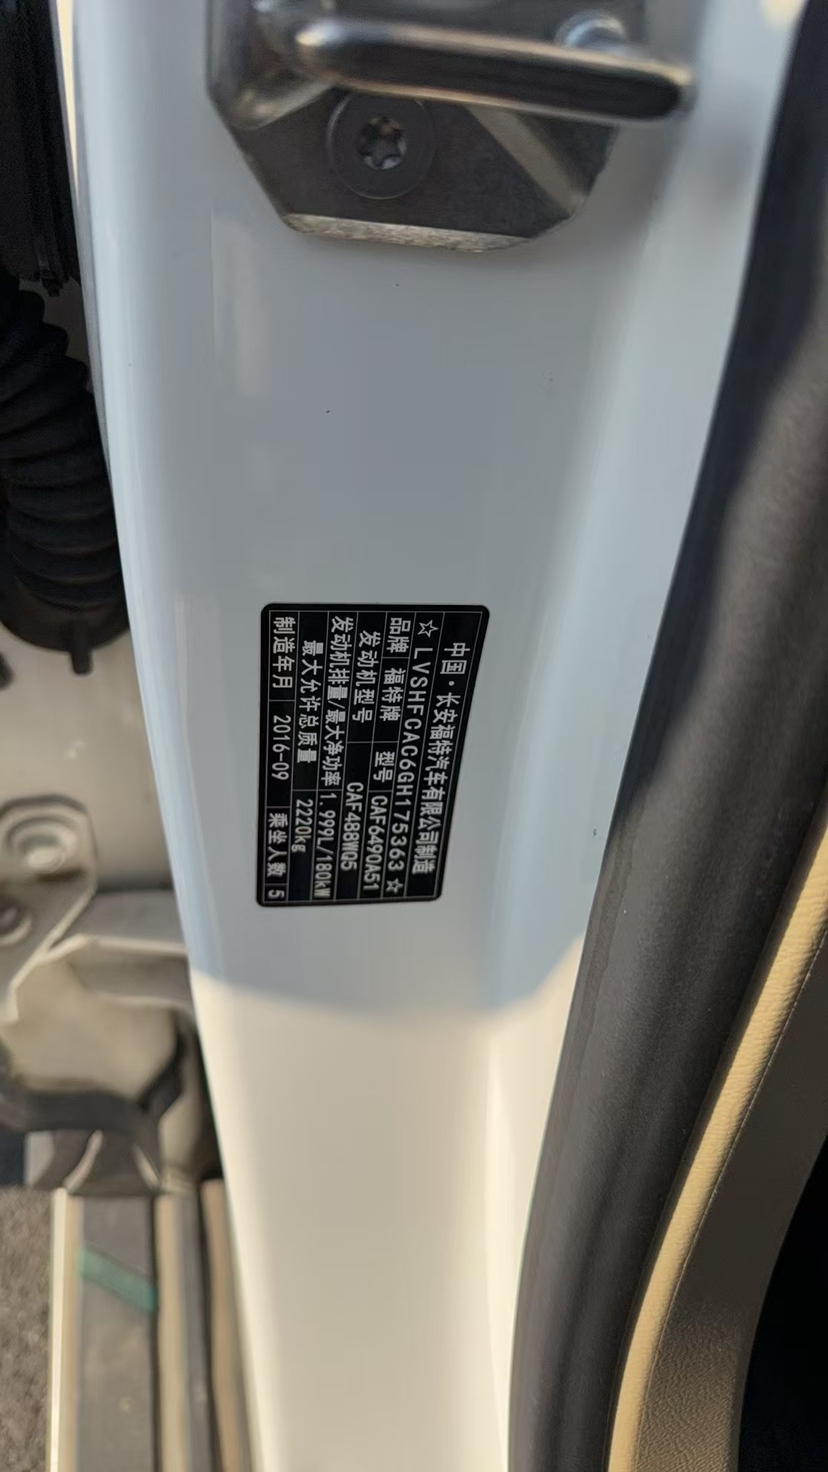 中国·长安福特汽车有限公司制造
☆LVSHFCAC6GH175363☆
品牌 福特牌 型号 CAF6490A51
发动机型号 CAF488WQ5
发动机排量/最大净功率 1.999L/180kW
最大允许总质量 2220kg
制造年月 2016-09 乘坐人数 5